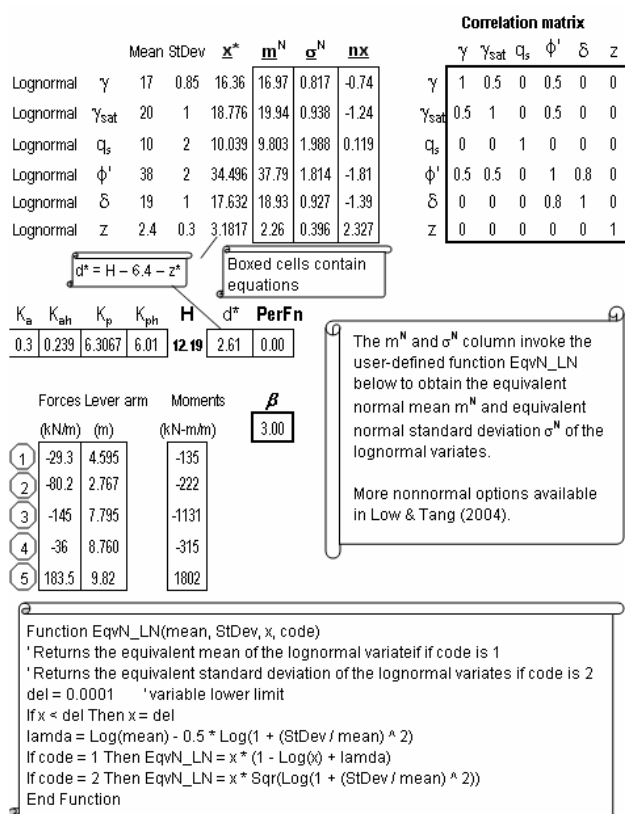 Correlation matrix
Mean StDev x* m^N σ^N nx
γ γsat qs ϕ' δ z
Lognormal γ 17 0.85 16.36 16.97 0.817 -0.74
γ 1 0.5 0 0.5 0 0
Lognormal γsat 20 1 18.776 19.94 0.938 -1.24
γsat 0.5 1 0 0.5 0 0
Lognormal qs 10 2 10.039 9.803 1.988 0.119
qs 0 0 1 0 0 0
Lognormal ϕ' 38 2 34.496 37.79 1.814 -1.81
ϕ' 0.5 0.5 0 1 0.8 0
Lognormal δ 19 1 17.632 18.93 0.927 -1.39
δ 0 0 0 0.8 1 0
Lognormal z 2.4 0.3 3.1817 2.26 0.396 2.327
z 0 0 0 0 0 1
d* = H – 6.4 – z*
Boxed cells contain
equations
Ka Kah Kp Kph H d* PerFn
0.3 0.239 6.3067 6.01 12.19 2.61 0.00
The m^N and σ^N column invoke the
user-defined function EqvN_LN
below to obtain the equivalent
normal mean m^N and equivalent
normal standard deviation σ^N of the
lognormal variates.
More nonnormal options available
in Low & Tang (2004).
Forces Lever arm Moments β
(kN/m) (m) (kN-m/m) 3.00
1 -29.3 4.595 -135
2 -80.2 2.767 -222
3 -145 7.795 -1131
4 -36 8.760 -315
5 183.5 9.82 1802
Function EqvN_LN(mean, StDev, x, code)
' Returns the equivalent mean of the lognormal variateif if code is 1
' Returns the equivalent standard deviation of the lognormal variates if code is 2
del = 0.0001 ' variable lower limit
If x < del Then x = del
lamda = Log(mean) - 0.5 * Log(1 + (StDev / mean) ^ 2)
If code = 1 Then EqvN_LN = x * (1 - Log(x) + lamda)
If code = 2 Then EqvN_LN = x * Sqr(Log(1 + (StDev / mean) ^ 2))
End Function